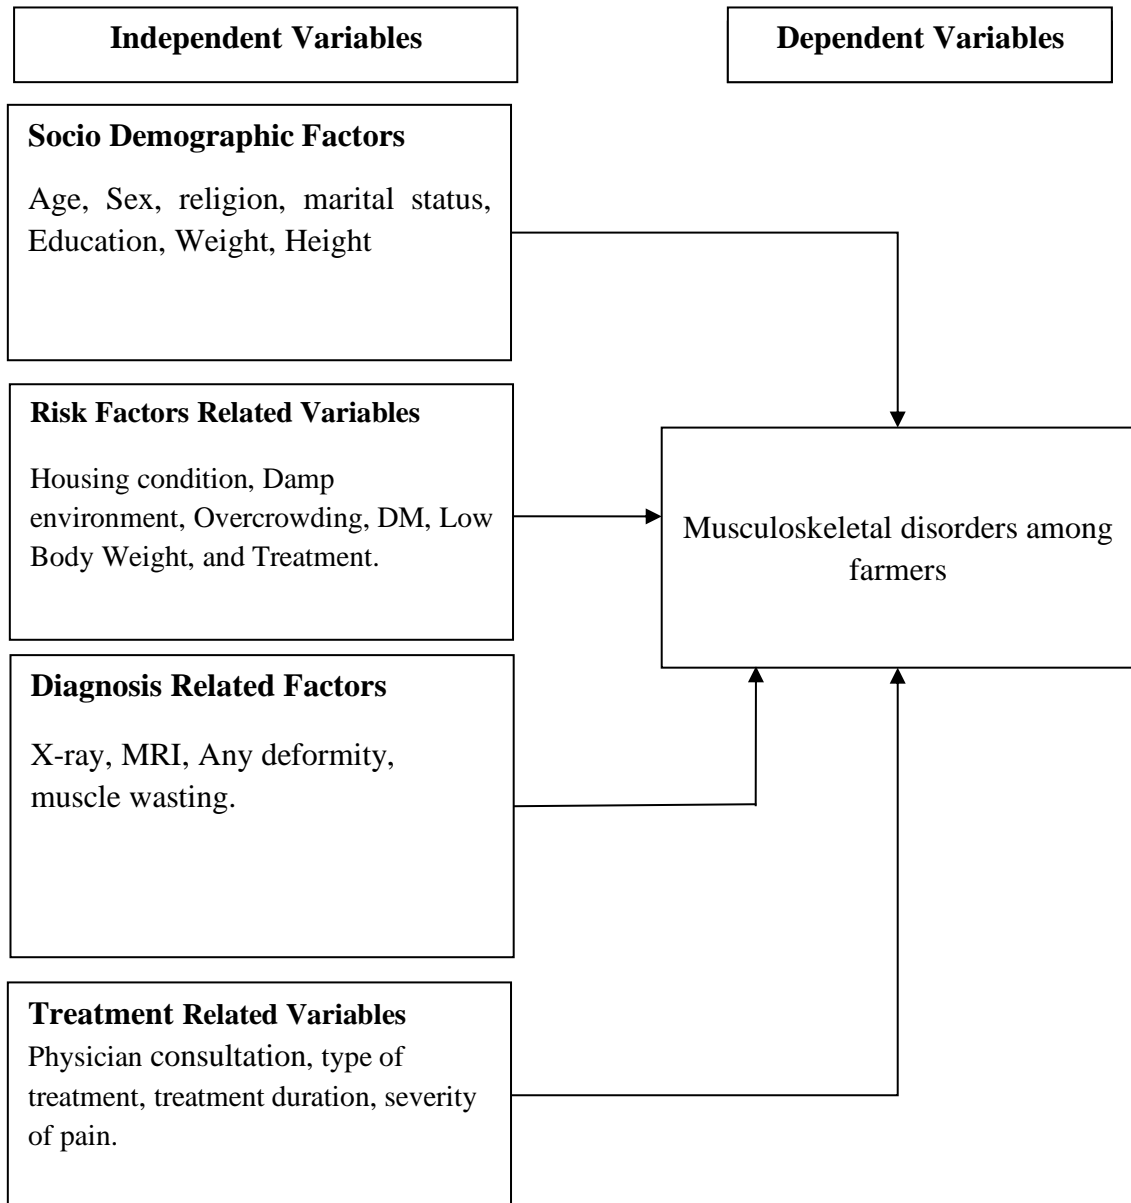 Independent Variables
Dependent Variables
Socio Demographic Factors
Age, Sex, religion, marital status,
Education, Weight, Height
Risk Factors Related Variables
Housing condition, Damp
environment, Overcrowding, DM, Low
Body Weight, and Treatment.
Musculoskeletal disorders among
farmers
Diagnosis Related Factors
X-ray, MRI, Any deformity,
muscle wasting.
Treatment Related Variables
Physician consultation, type of
treatment, treatment duration, severity
of pain.